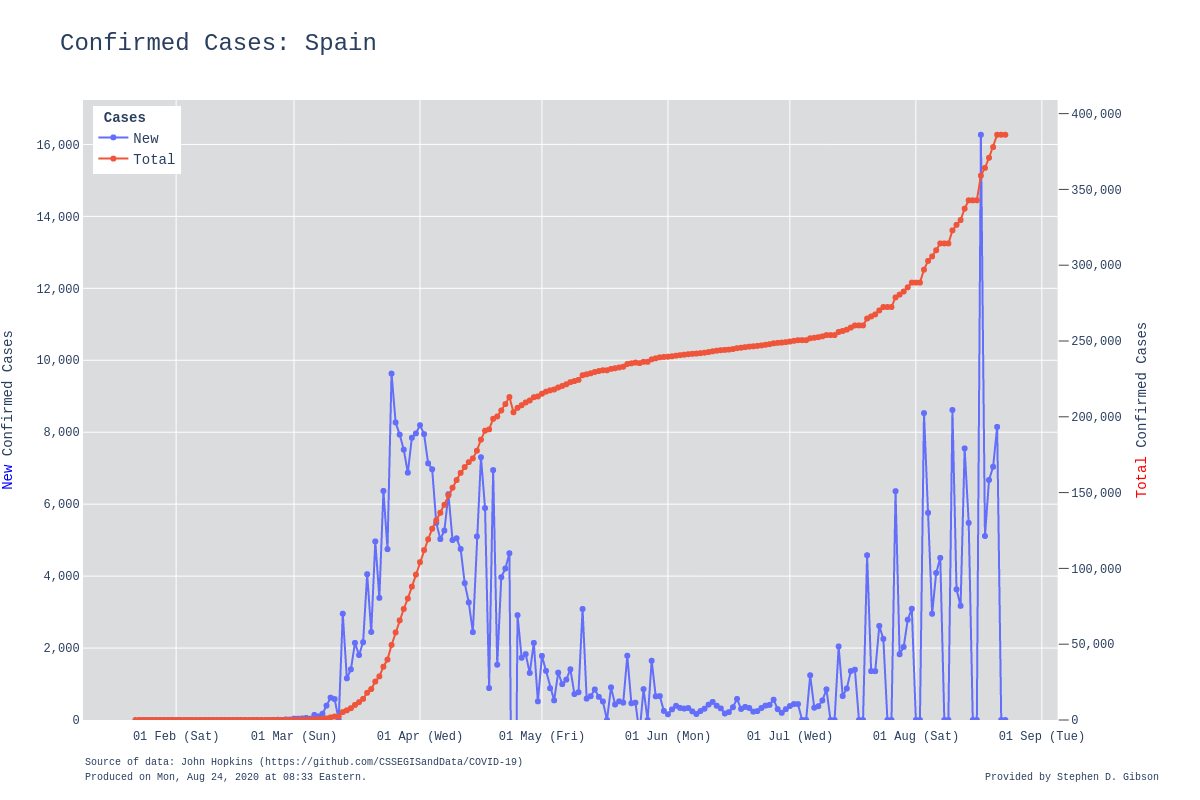 Confirmed Cases: Spain
Cases
New
Total
16,000
14,000
12,000
10,000
8,000
6,000
4,000
2,000
0
New Confirmed Cases
400,000
350,000
300,000
250,000
200,000
150,000
100,000
50,000
0
Total Confirmed Cases
01 Feb (Sat) 01 Mar (Sun) 01 Apr (Wed) 01 May (Fri) 01 Jun (Mon) 01 Jul (Wed) 01 Aug (Sat) 01 Sep (Tue)
Source of data: John Hopkins (https://github.com/CSSEGISandData/COVID-19)
Produced on Mon, Aug 24, 2020 at 08:33 Eastern.
Provided by Stephen D. Gibson